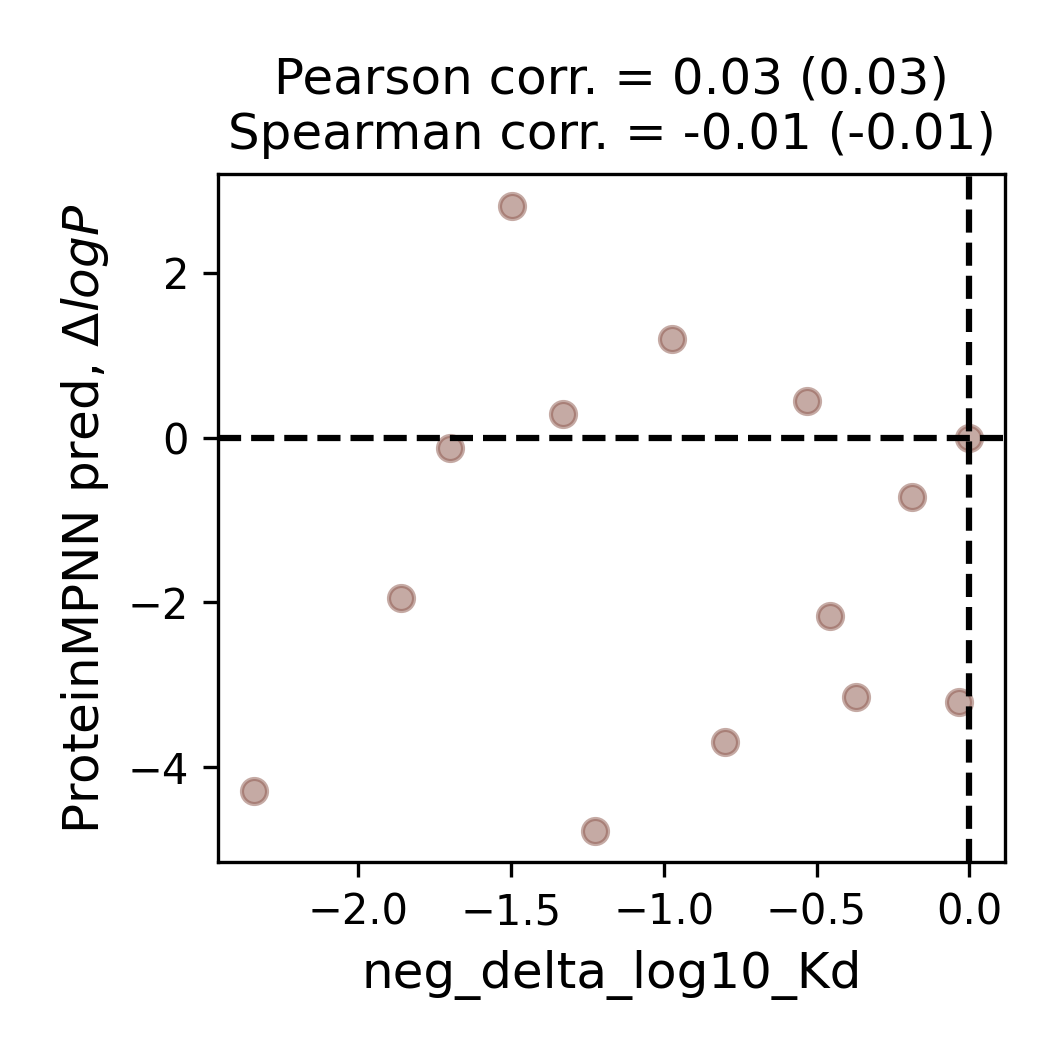 Pearson corr. = 0.03 (0.03)
Spearman corr. = -0.01 (-0.01)
ProteinMPNN pred, ΔlogP
2
0
−2
−4
−2.0 −1.5 −1.0 −0.5 0.0
neg_delta_log10_Kd